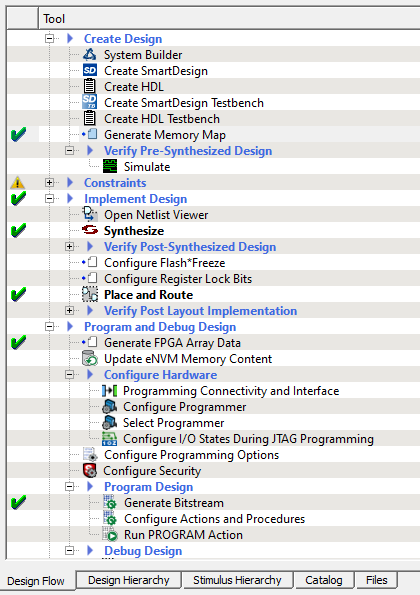 Tool
Create Design
System Builder
Create SmartDesign
Create HDL
Create SmartDesign Testbench
Create HDL Testbench
Generate Memory Map
Verify Pre-Synthesized Design
Simulate
Constraints
Implement Design
Open Netlist Viewer
Synthesize
Verify Post-Synthesized Design
Configure Flash*Freeze
Configure Register Lock Bits
Place and Route
Verify Post Layout Implementation
Program and Debug Design
Generate FPGA Array Data
Update eNVM Memory Content
Configure Hardware
Programming Connectivity and Interface
Configure Programmer
Select Programmer
Configure I/O States During JTAG Programming
Configure Programming Options
Configure Security
Program Design
Generate Bitstream
Configure Actions and Procedures
Run PROGRAM Action
Debug Design
Design Flow Design Hierarchy Stimulus Hierarchy Catalog Files